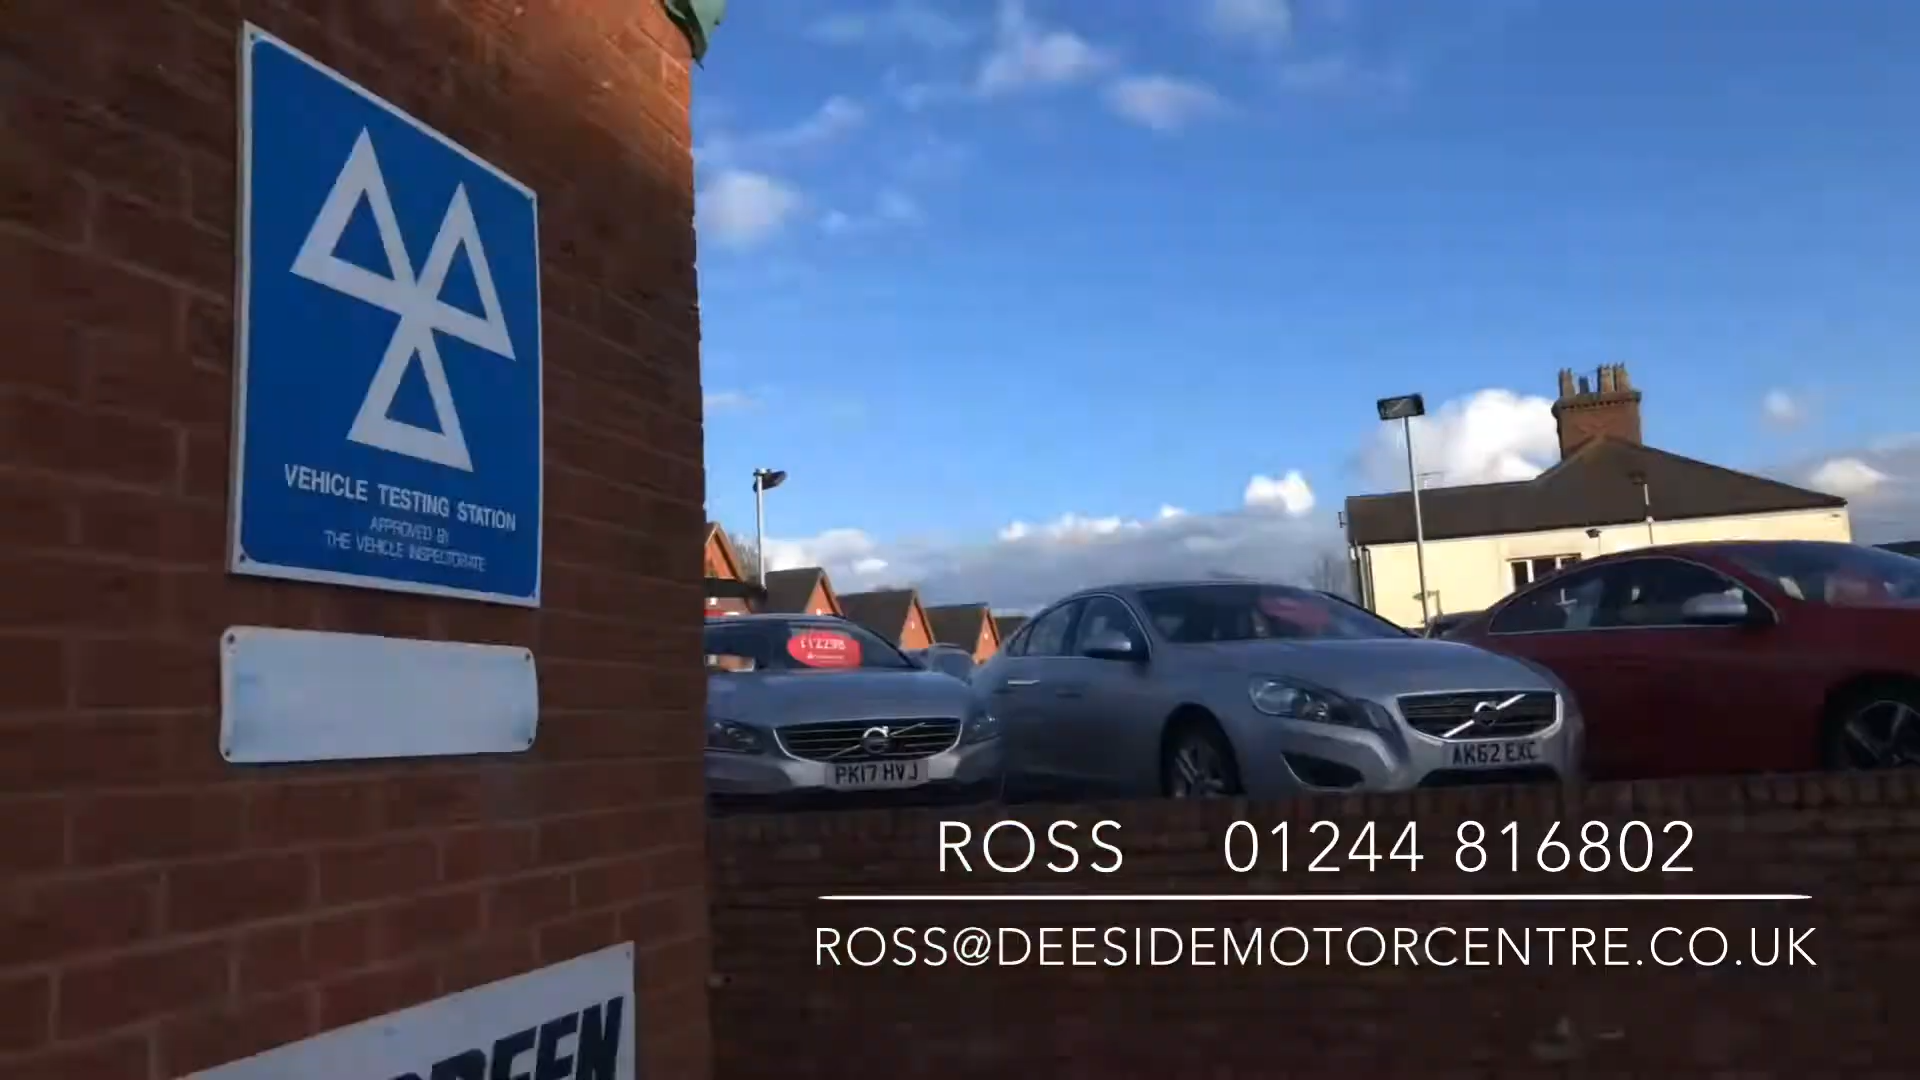 VEHICLE TESTING STATION
APPROVED BY
THE VEHICLE INSPECTORATE
PK17 HVJ
AK62 EXC
ROSS 01244 816802
ROSS@DEESIDEMOTORCENTRE.CO.UK